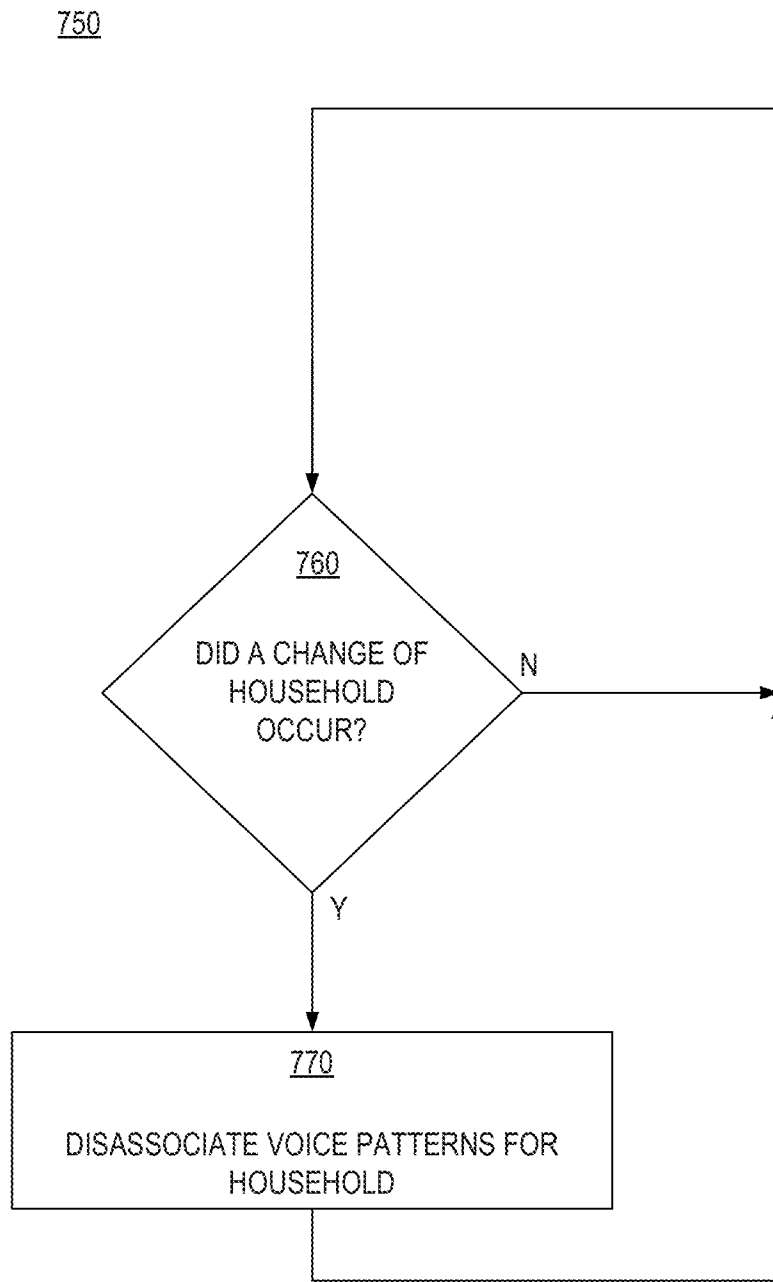 750
760
DID A CHANGE OF
HOUSEHOLD
OCCUR?
N
Y
770
DISASSOCIATE VOICE PATTERNS FOR
HOUSEHOLD